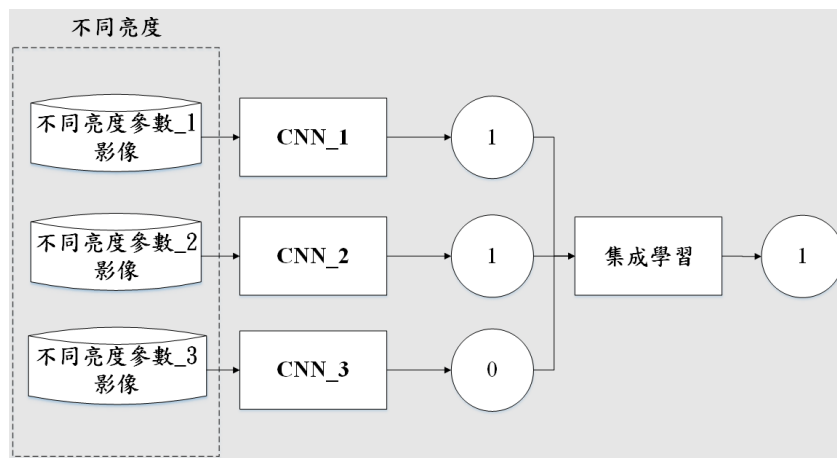 不同亮度
不同亮度參數_1
影像
CNN_1
1
不同亮度參數_2
影像
CNN_2
1
集成學習
1
不同亮度參數_3
影像
CNN_3
0